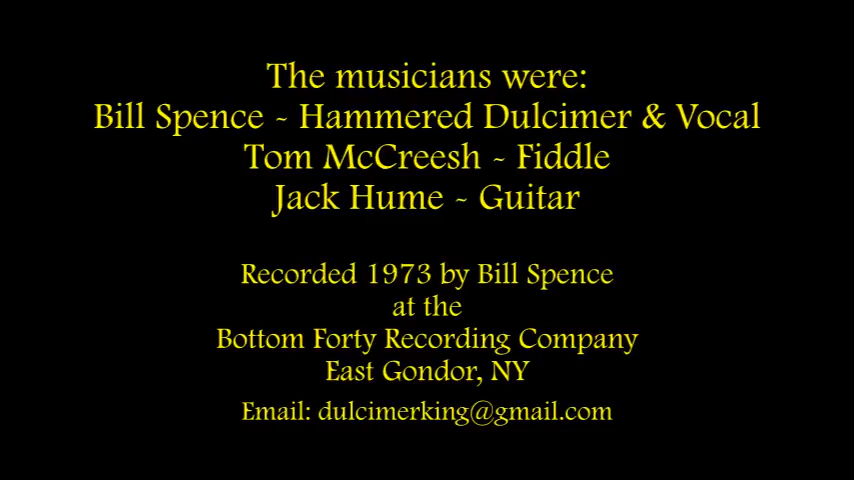 The musicians were:
Bill Spence ~ Hammered Dulcimer & Vocal
Tom McCreesh ~ Fiddle
Jack Hume ~ Guitar
Recorded 1973 by Bill Spence
at the
Bottom Forty Recording Company
East Gondor, NY
Email: dulcimerking@gmail.com